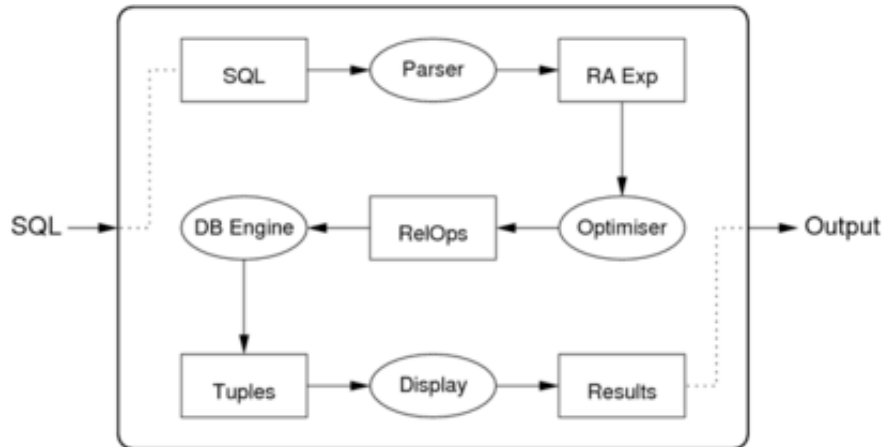 SQL
Parser
RA Exp
SQL
DB Engine
RelOps
Optimiser
Output
Tuples
Display
Results